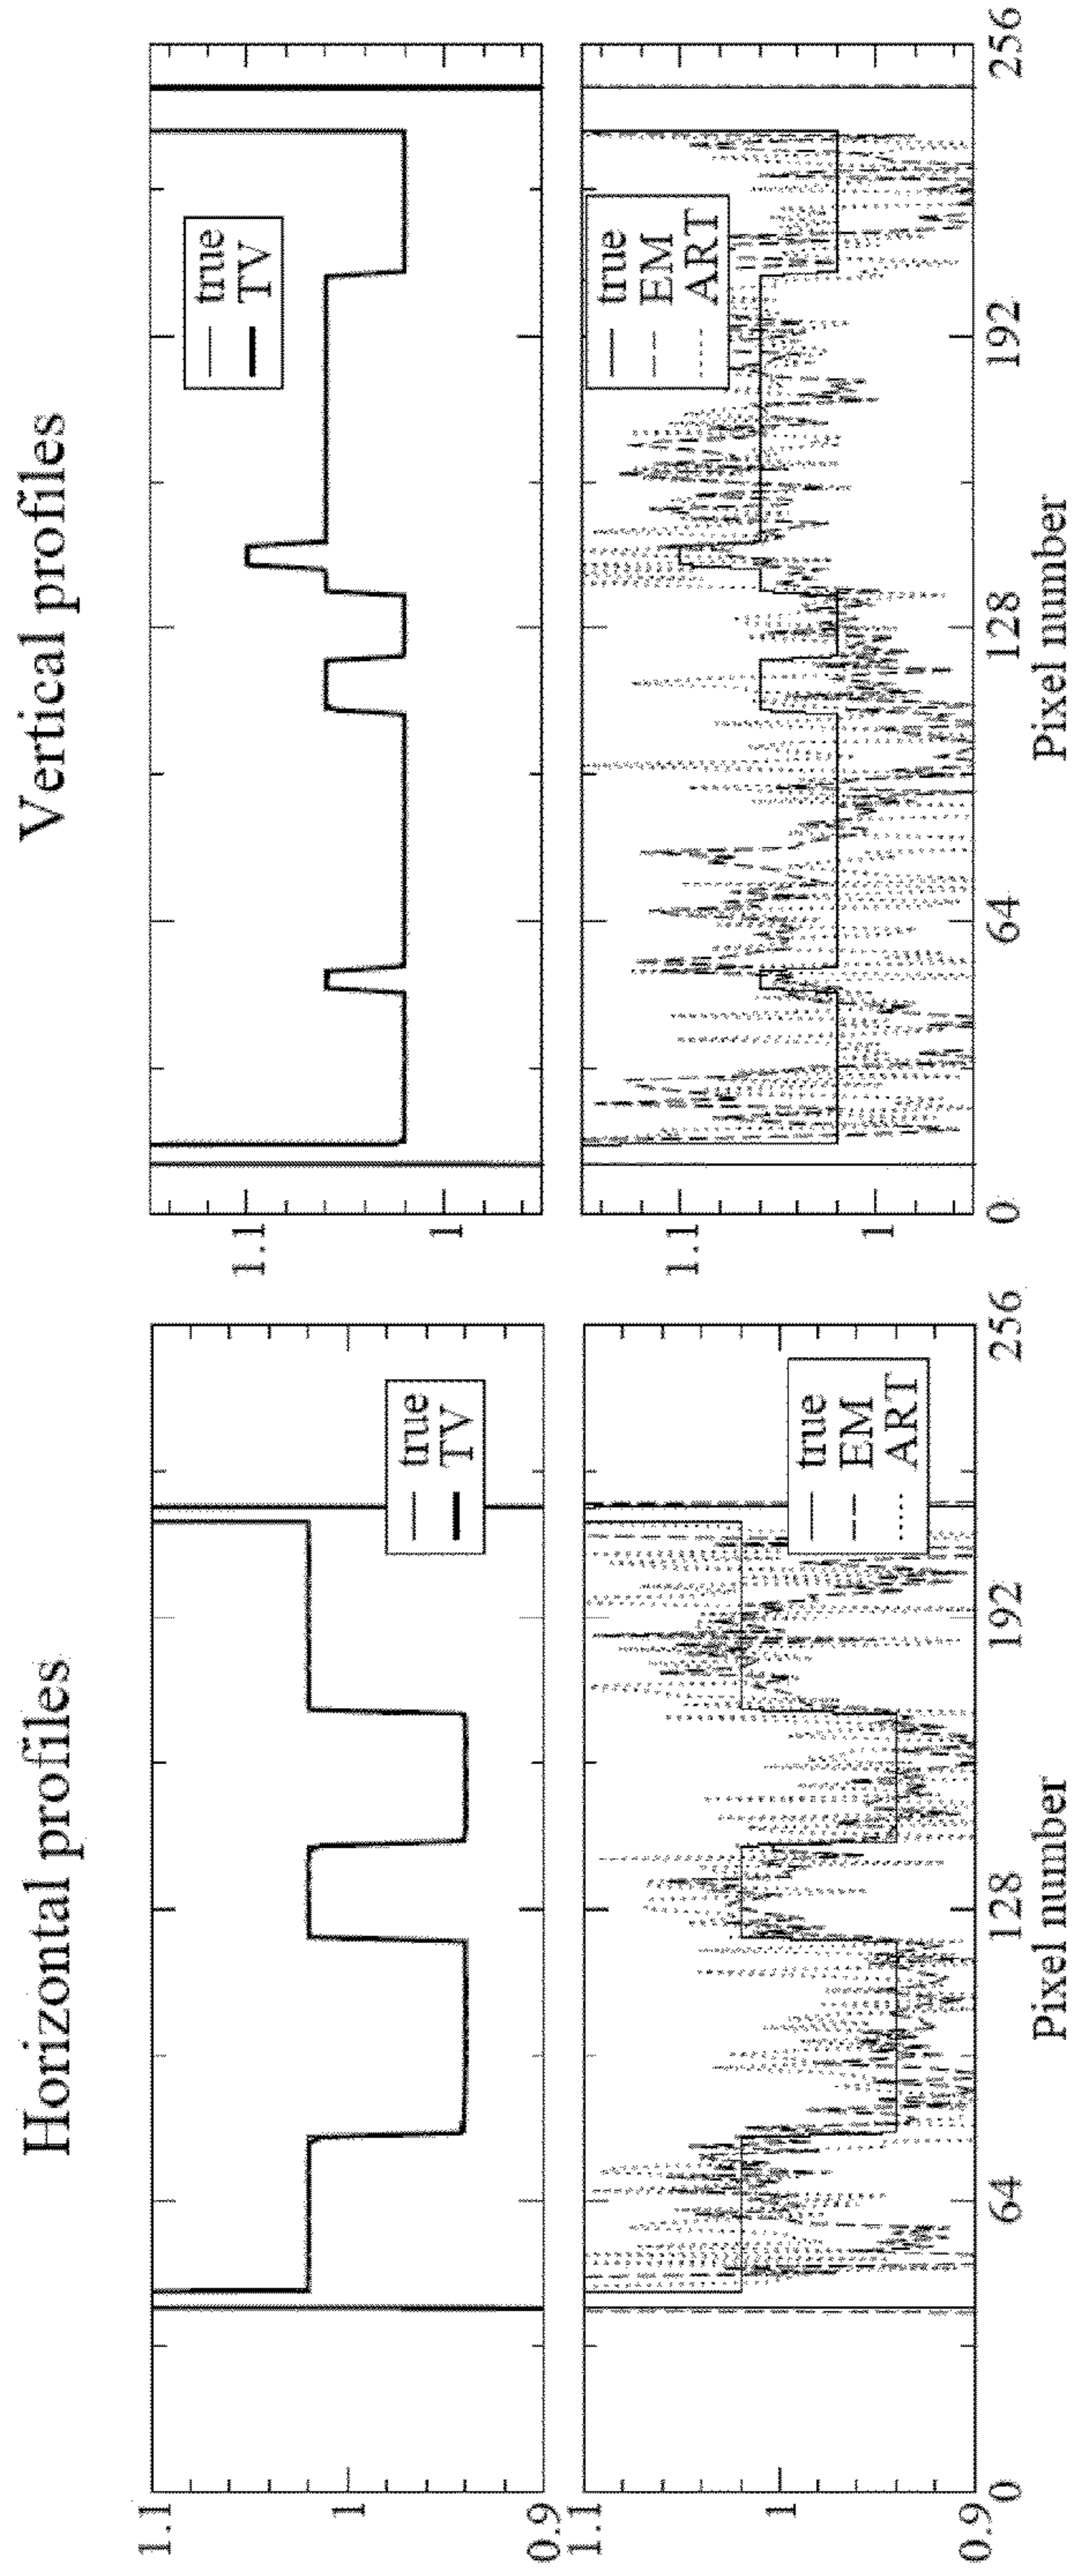 Horizontal profiles
1.1
1
0.9
true
TV
1.1
1
0.9
true
EM
ART
0
64
128
192
256
Pixel number
Vertical profiles
1.1
1
true
TV
1.1
1
true
EM
ART
0
64
128
192
256
Pixel number